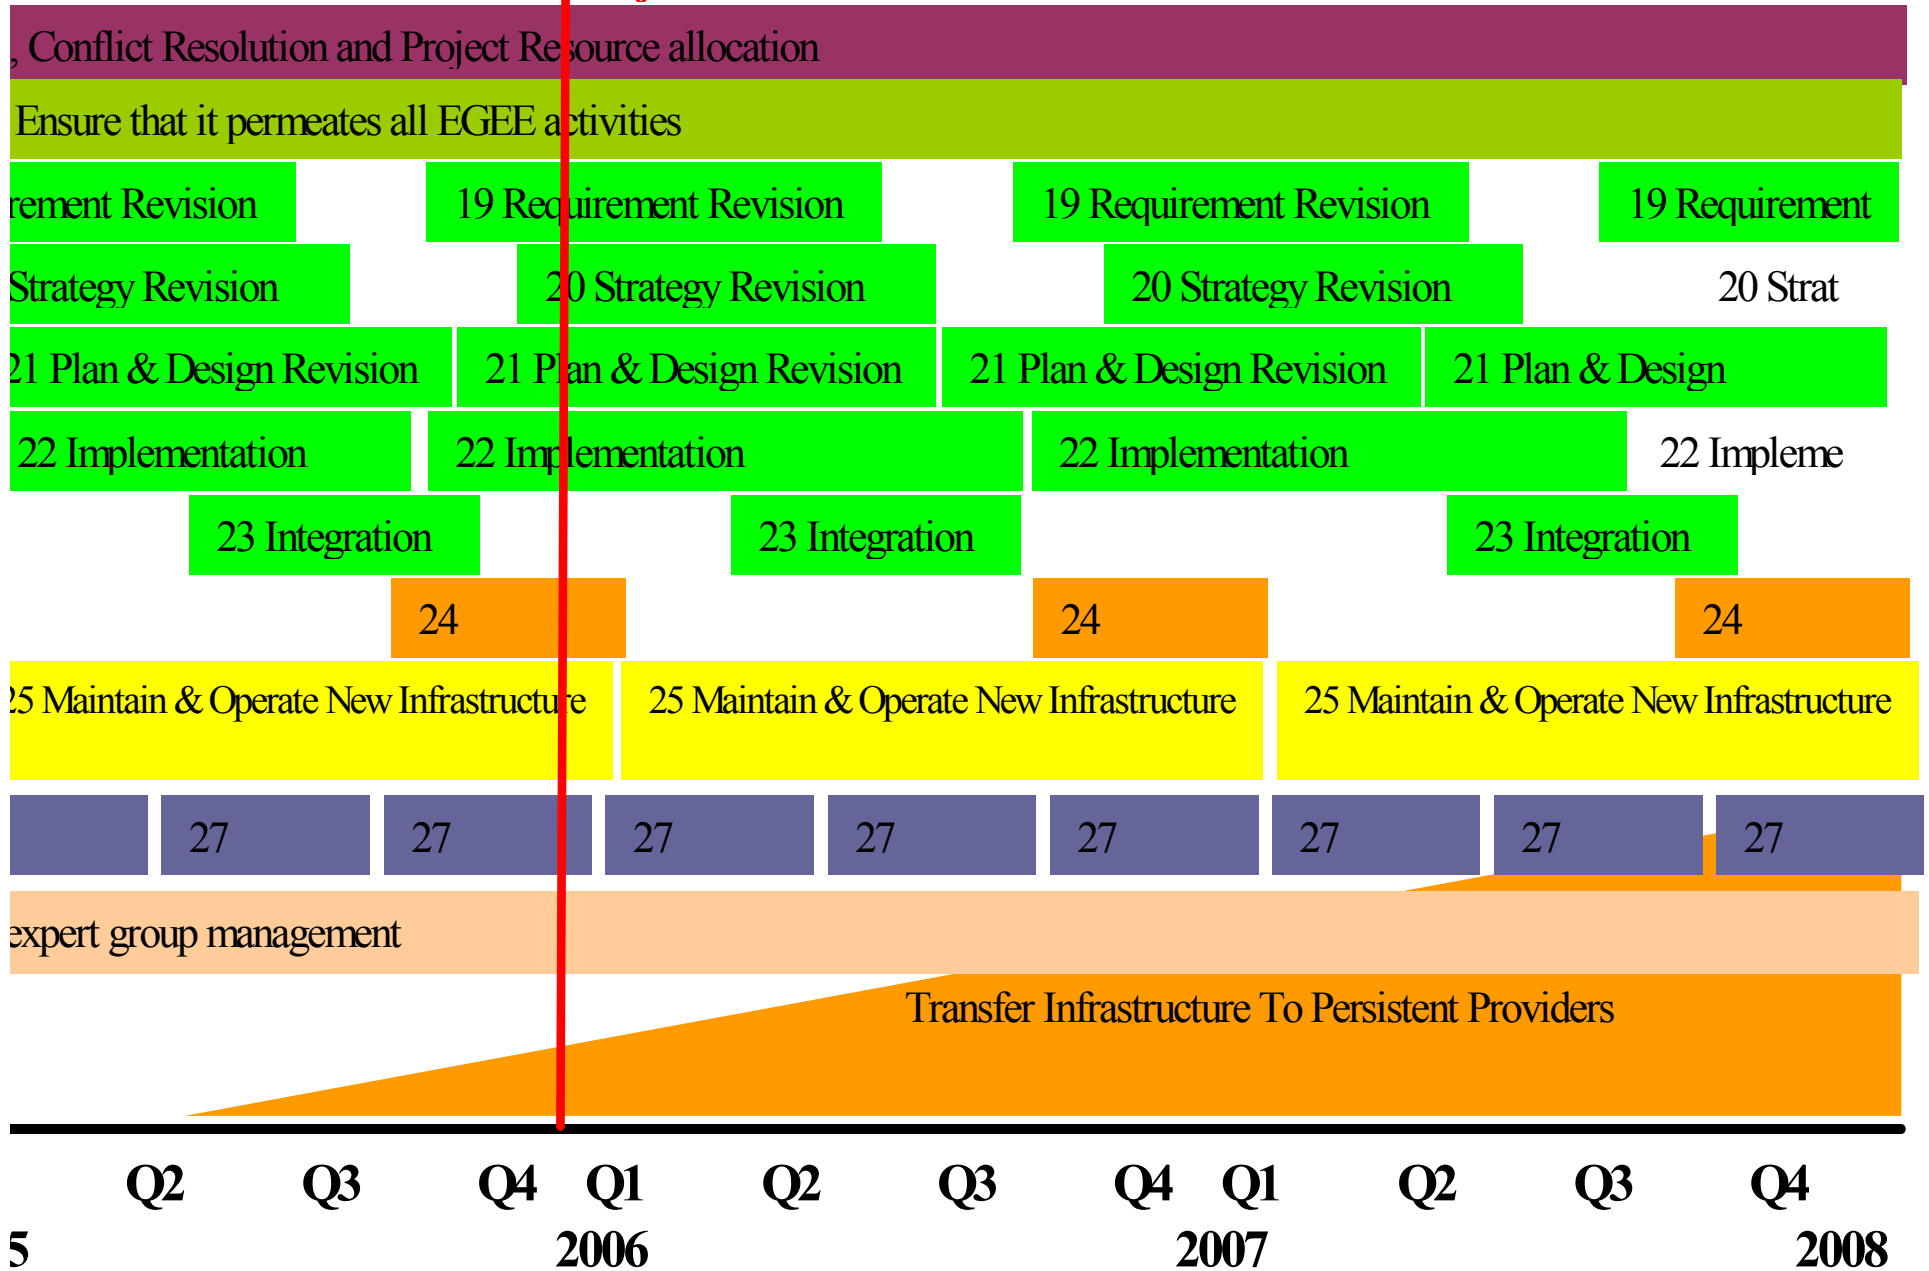 , Conflict Resolution and Project Resource allocation
Ensure that it permeates all EGEE activities
rement Revision 19 Requirement Revision 19 Requirement Revision 19 Requirement
Strategy Revision 20 Strategy Revision 20 Strategy Revision 20 Strat
21 Plan & Design Revision 21 Plan & Design Revision 21 Plan & Design Revision 21 Plan & Design
22 Implementation 22 Implementation 22 Implementation 22 Impleme
23 Integration 23 Integration 23 Integration
24 24 24
25 Maintain & Operate New Infrastructure 25 Maintain & Operate New Infrastructure 25 Maintain & Operate New Infrastructure
27 27 27 27 27 27 27 27
expert group management
Transfer Infrastructure To Persistent Providers
Q2 Q3 Q4 Q1 Q2 Q3 Q4 Q1 Q2 Q3 Q4
5 2006 2007 2008